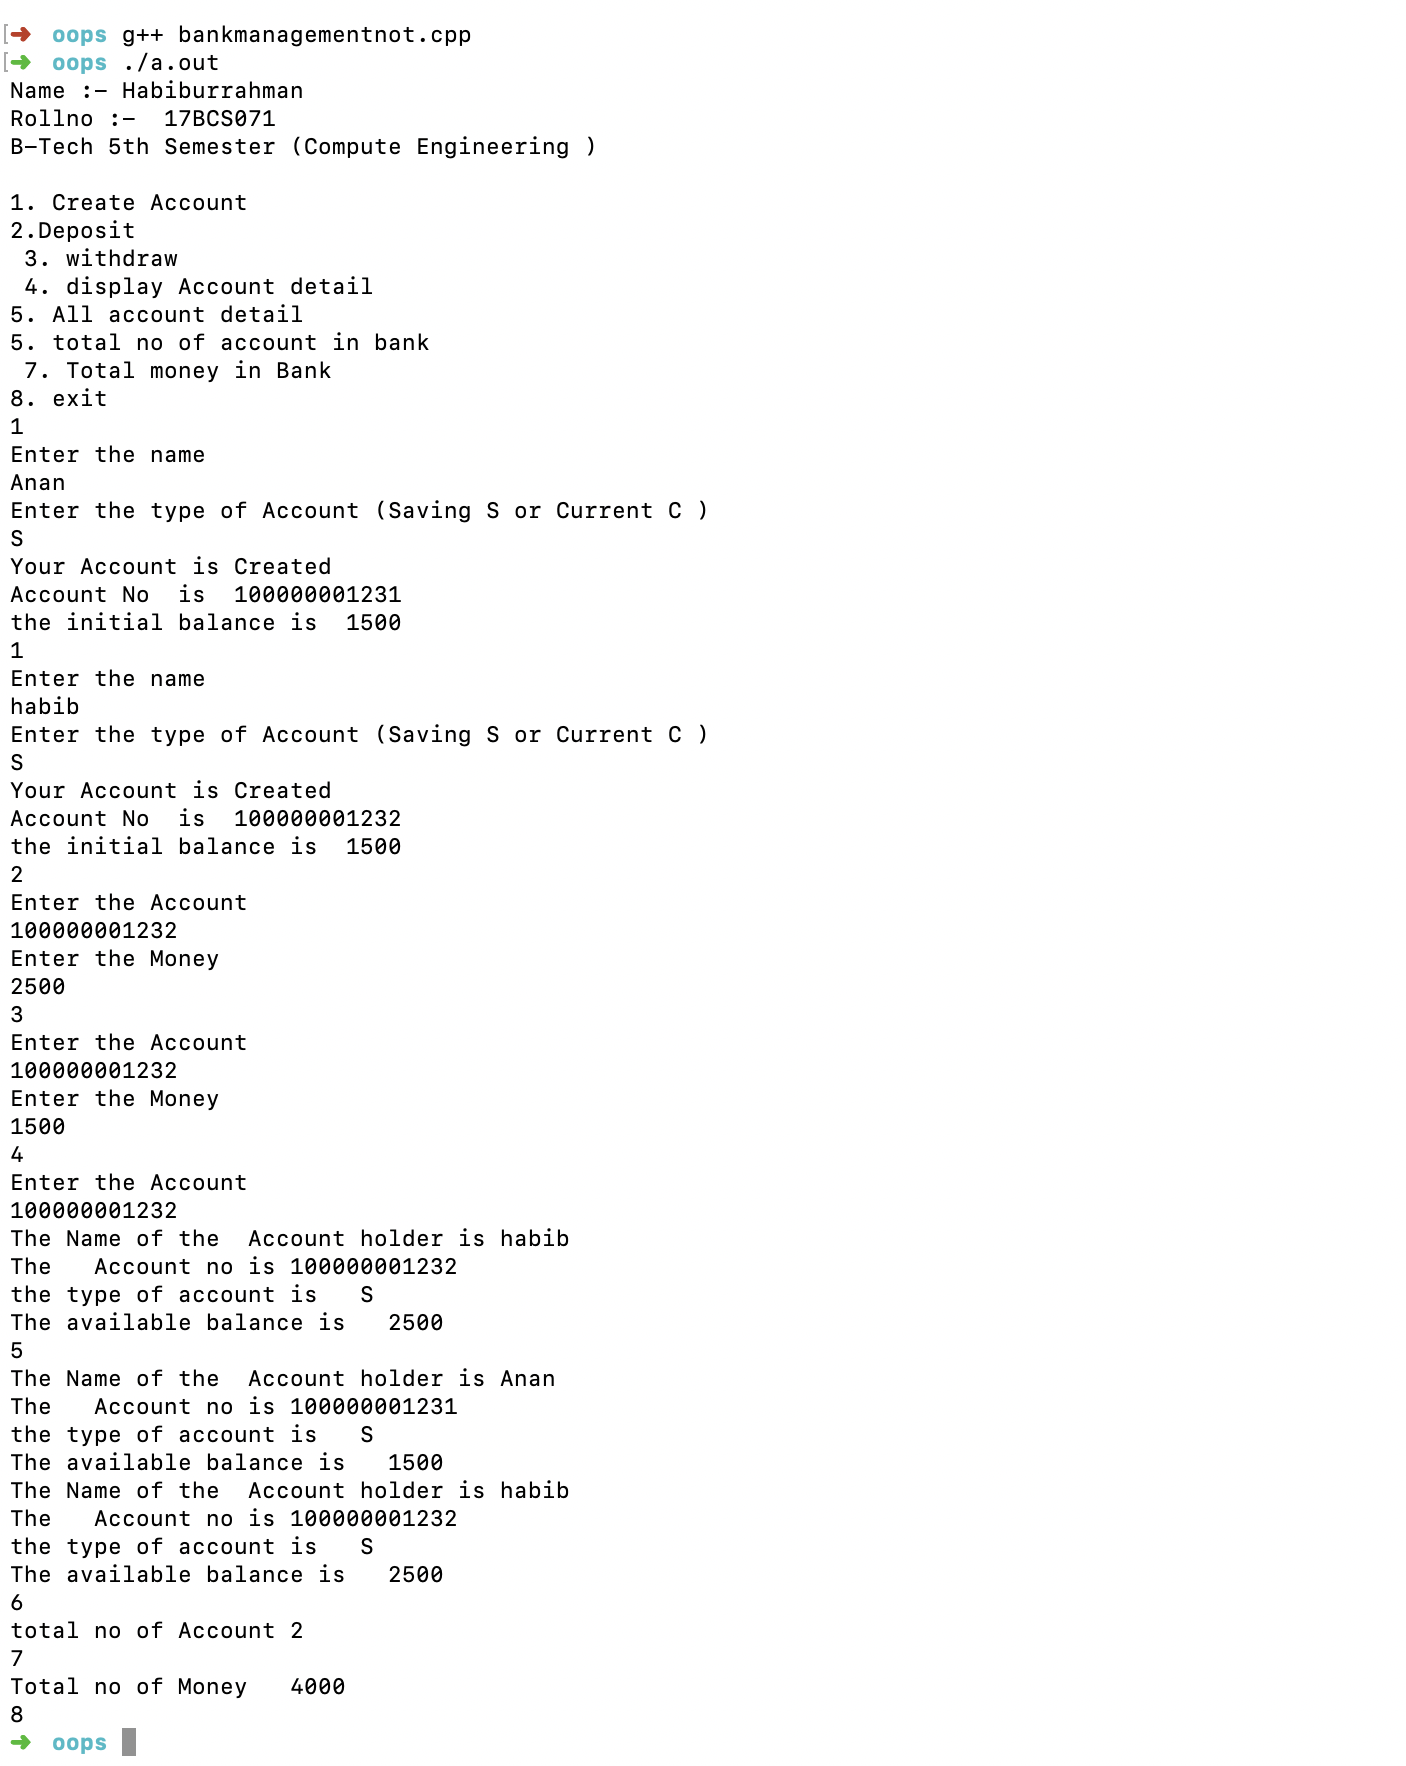 [➜  oops g++ bankmanagementnot.cpp
[➜  oops ./a.out
Name :- Habiburrahman
Rollno :-  17BCS071
B-Tech 5th Semester (Compute Engineering )

1. Create Account
2.Deposit
 3. withdraw
 4. display Account detail
5. All account detail
5. total no of account in bank
 7. Total money in Bank
8. exit
1
Enter the name
Anan
Enter the type of Account (Saving S or Current C )
S
Your Account is Created
Account No  is  100000001231
the initial balance is  1500
1
Enter the name
habib
Enter the type of Account (Saving S or Current C )
S
Your Account is Created
Account No  is  100000001232
the initial balance is  1500
2
Enter the Account
100000001232
Enter the Money
2500
3
Enter the Account
100000001232
Enter the Money
1500
4
Enter the Account
100000001232
The Name of the  Account holder is habib
The   Account no is 100000001232
the type of account is   S
The available balance is   2500
5
The Name of the  Account holder is Anan
The   Account no is 100000001231
the type of account is   S
The available balance is   1500
The Name of the  Account holder is habib
The   Account no is 100000001232
the type of account is   S
The available balance is   2500
6
total no of Account 2
7
Total no of Money   4000
8
➜  oops